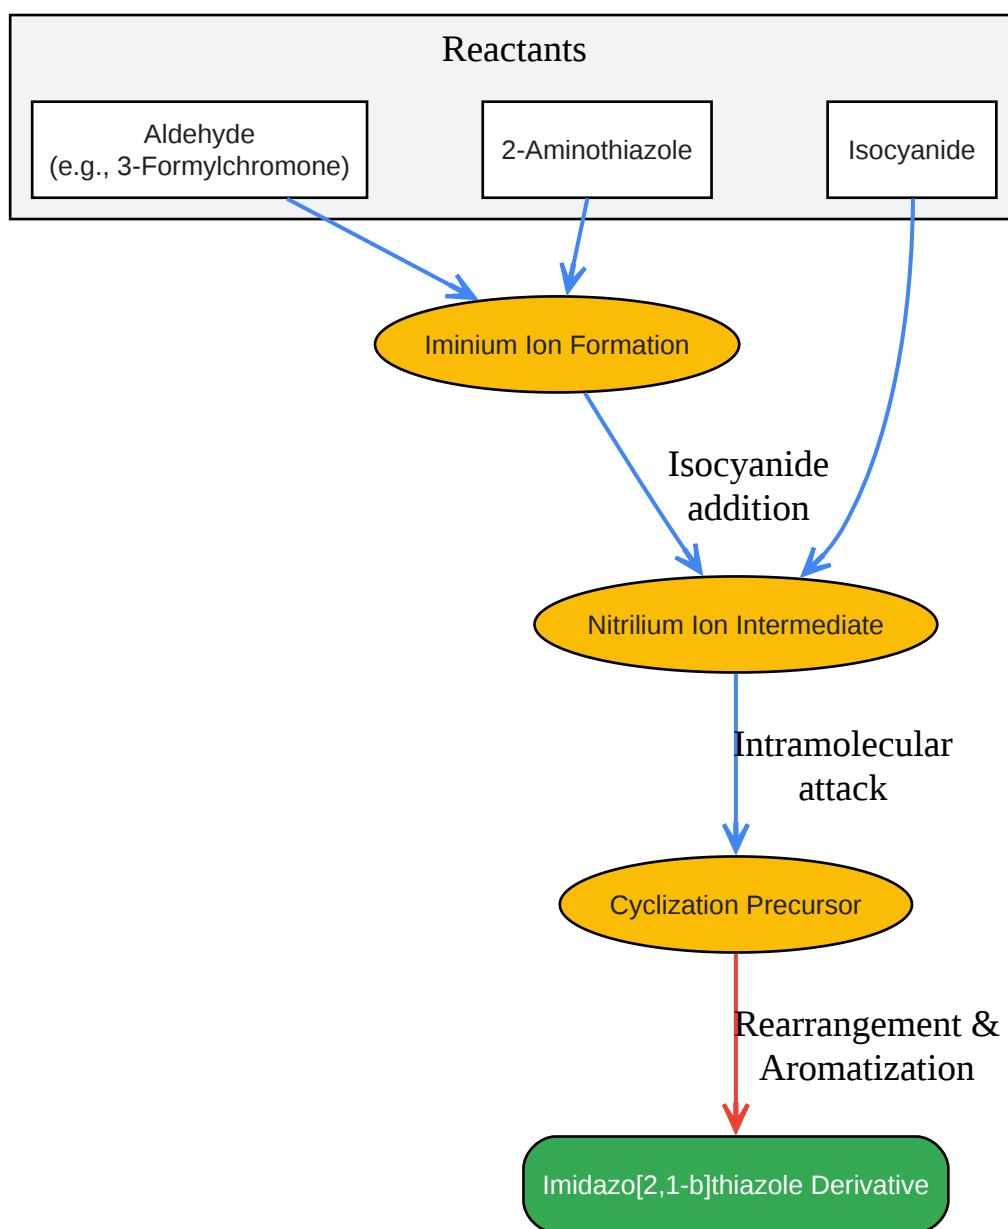 Reactants
Aldehyde
(e.g., 3-Formylchromone)
2-Aminothiazole
Isocyanide
Iminium Ion Formation
Isocyanide
addition
Nitrilium Ion Intermediate
Intramolecular
attack
Cyclization Precursor
Rearrangement &
Aromatization
Imidazo[2,1-b]thiazole Derivative